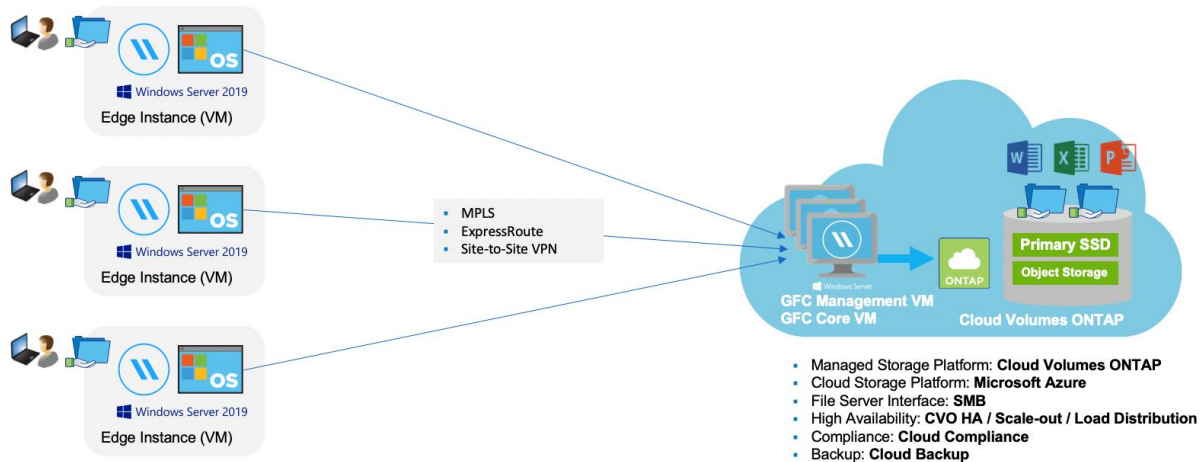 OS
Windows Server 2019
Edge Instance (VM)
OS
Windows Server 2019
Edge Instance (VM)
OS
Windows Server 2019
Edge Instance (VM)
▪ MPLS
▪ ExpressRoute
▪ Site-to-Site VPN
W X P
Windows Server
GFC Management VM
GFC Core VM
ONTAP
Primary SSD
Object Storage
Cloud Volumes ONTAP
▪ Managed Storage Platform: Cloud Volumes ONTAP
▪ Cloud Storage Platform: Microsoft Azure
▪ File Server Interface: SMB
▪ High Availability: CVO HA / Scale-out / Load Distribution
▪ Compliance: Cloud Compliance
▪ Backup: Cloud Backup